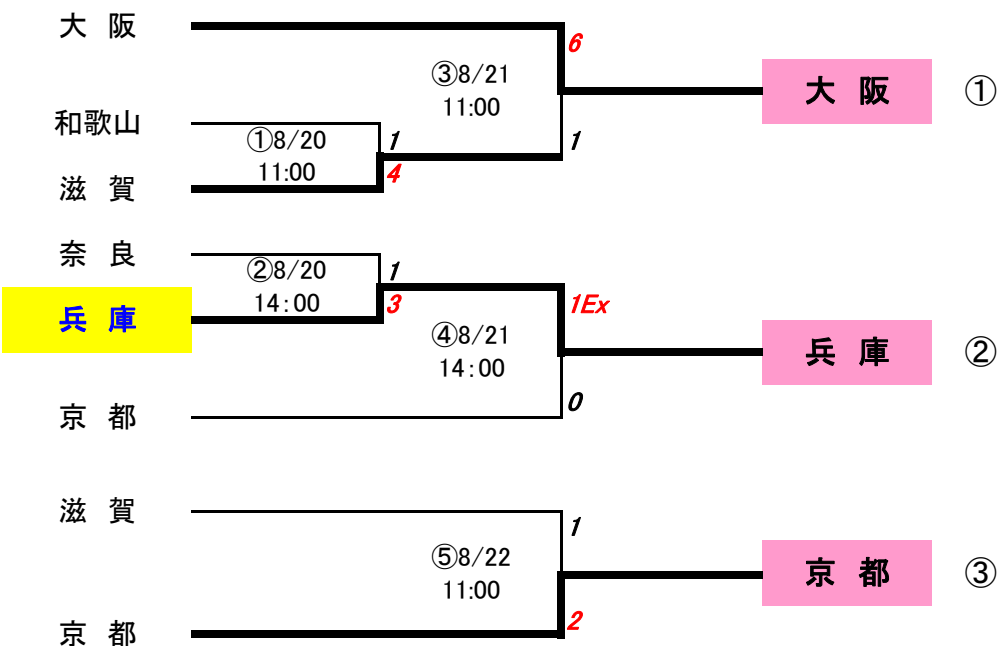 大 阪
6
③8/21
11:00
大 阪
①
和歌山
①8/20
11:00
1
1
4
滋 賀
奈 良
②8/20
14:00
1
3
1Ex
兵 庫
④8/21
14:00
兵 庫
②
0
京 都
滋 賀
1
⑤8/22
11:00
京 都
③
2
京 都